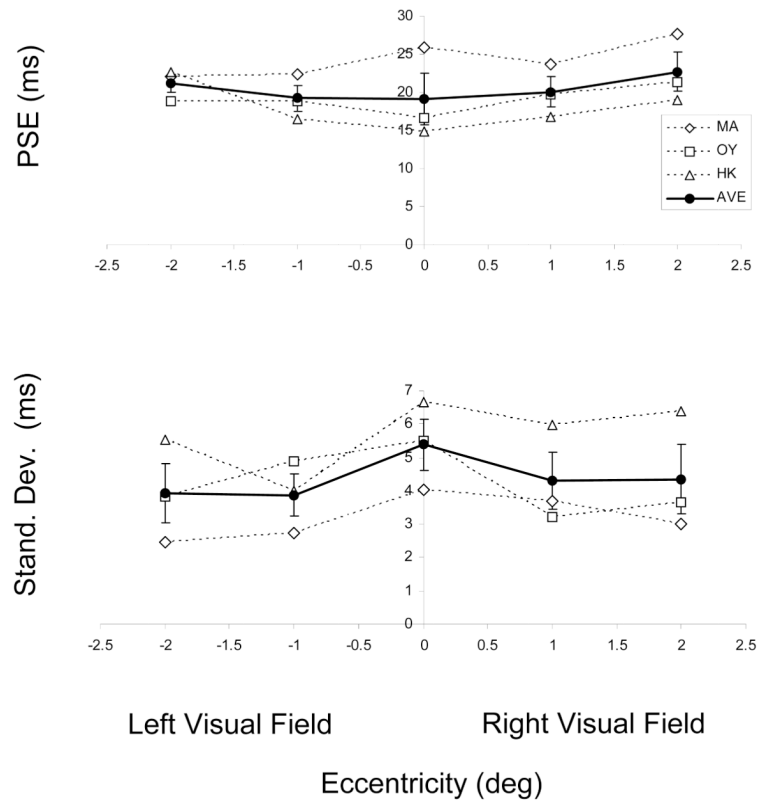 PSE (ms)
30
25
20
15
10
5
0
-2.5 -2 -1.5 -1 -0.5 0 0.5 1 1.5 2 2.5
MA
OY
HK
AVE
Stand. Dev. (ms)
7
6
5
4
3
2
1
0
-2.5 -2 -1.5 -1 -0.5 0 0.5 1 1.5 2 2.5
Left Visual Field Right Visual Field
Eccentricity (deg)